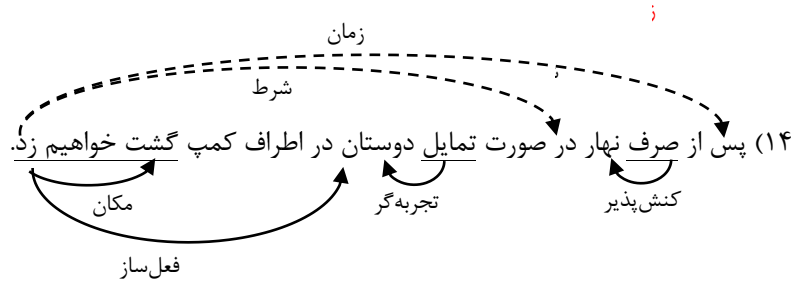 ز
زمان
شرط
۱۴) پس از صرف نهار در صورت تمایل دوستان در اطراف کمپ گشت خواهیم زد.
کنش‌پذیر
تجربه‌گر
مکان
فعل‌ساز